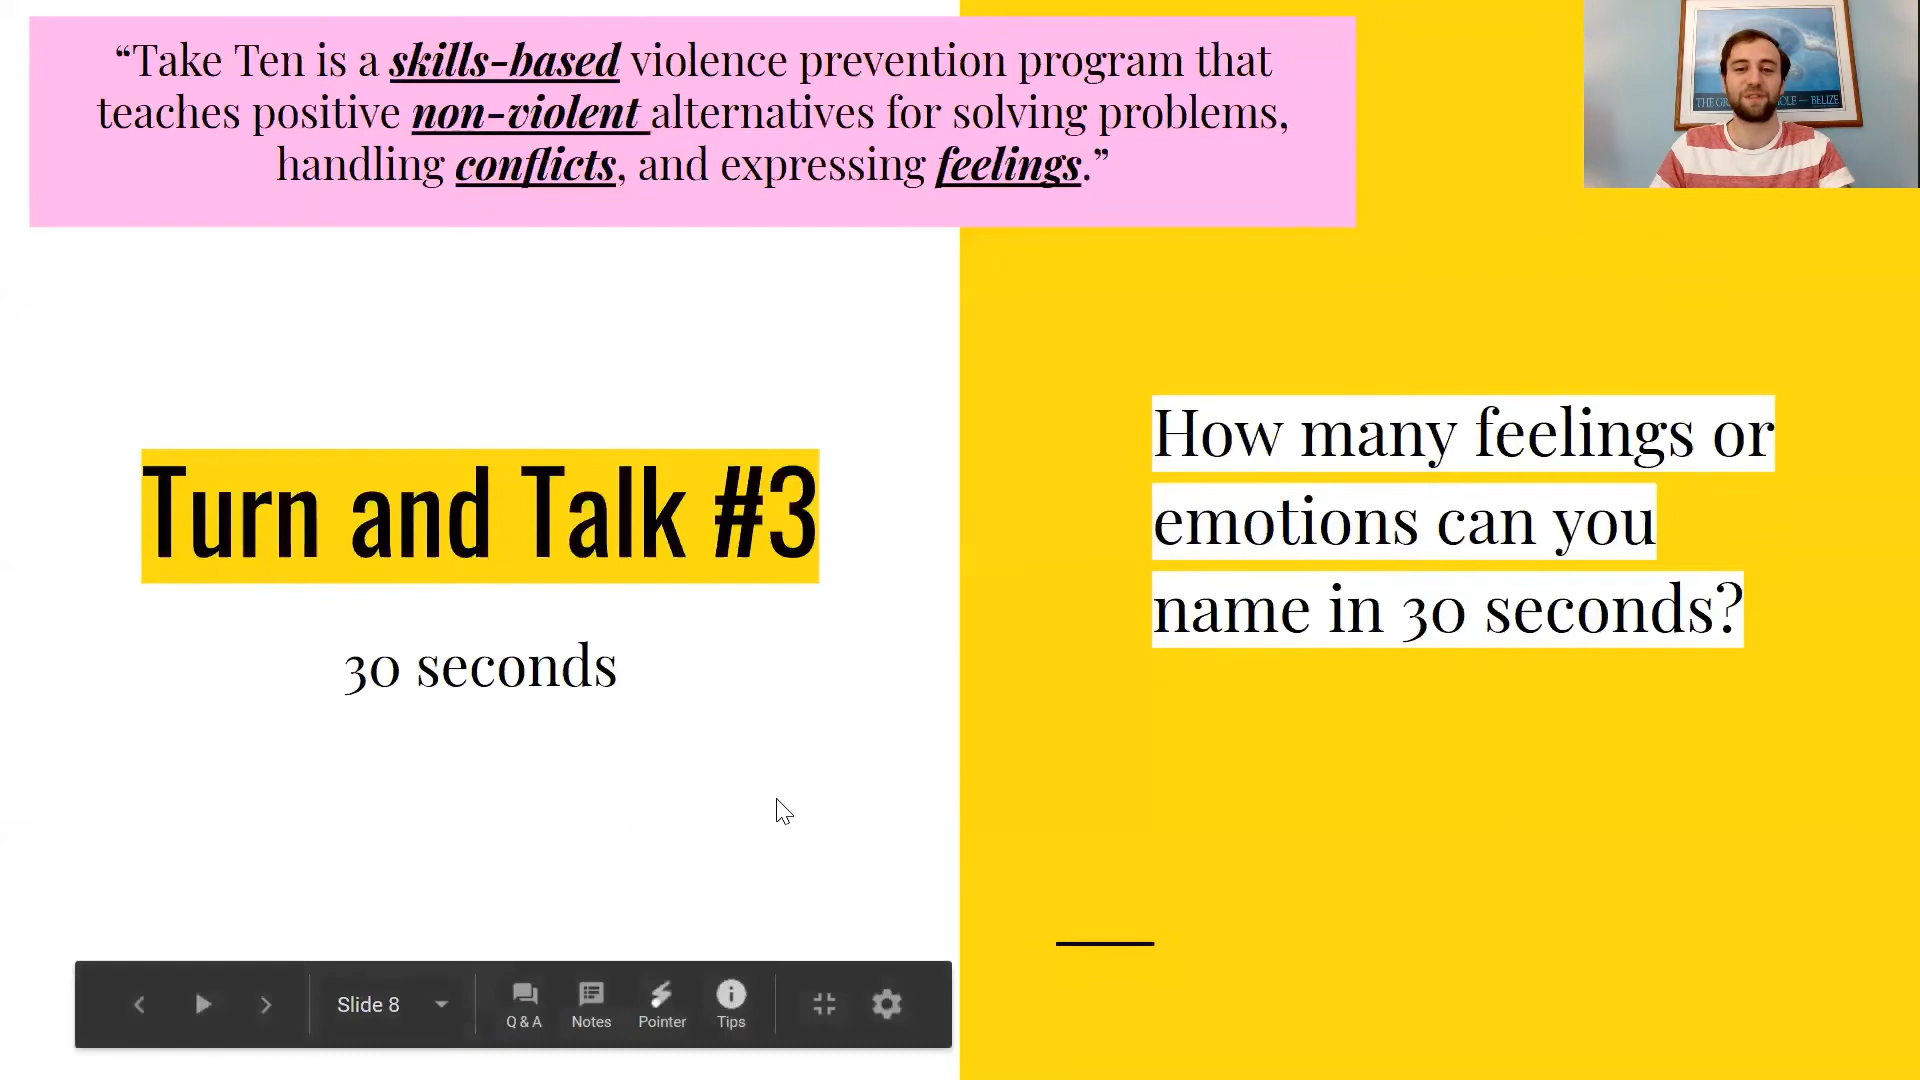 “Take Ten is a skills-based violence prevention program that
teaches positive non-violent alternatives for solving problems,
handling conflicts, and expressing feelings.”
Turn and Talk #3
30 seconds
How many feelings or
emotions can you
name in 30 seconds?
Slide 8
Q & A
Notes
Pointer
Tips